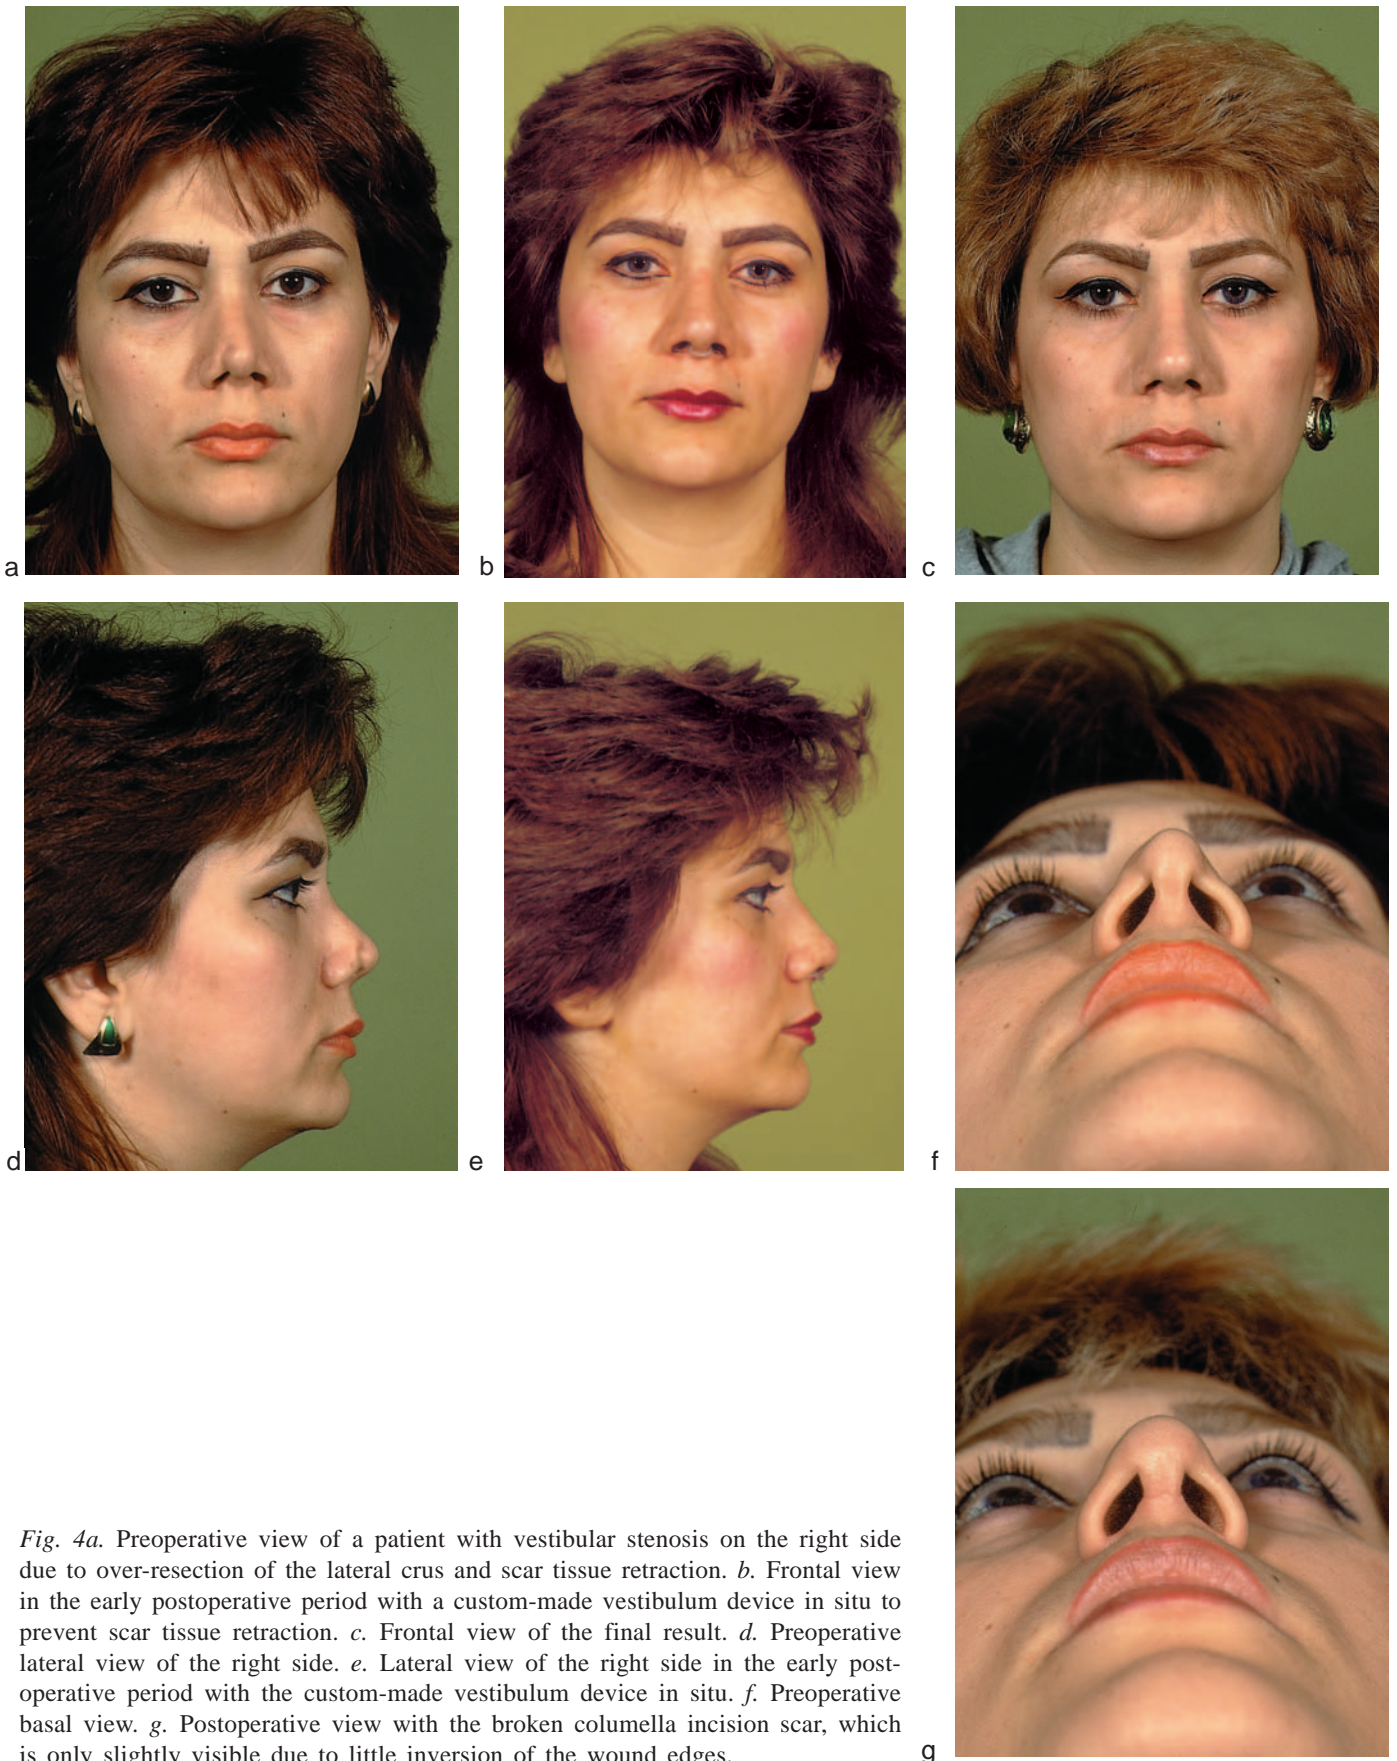 a
b
c
d
e
f
g
Fig. 4a. Preoperative view of a patient with vestibular stenosis on the right side
due to over-resection of the lateral crus and scar tissue retraction. b. Frontal view
in the early postoperative period with a custom-made vestibulum device in situ to
prevent scar tissue retraction. c. Frontal view of the final result. d. Preoperative
lateral view of the right side. e. Lateral view of the right side in the early post-
operative period with the custom-made vestibulum device in situ. f. Preoperative
basal view. g. Postoperative view with the broken columella incision scar, which
is only slightly visible due to little inversion of the wound edges.